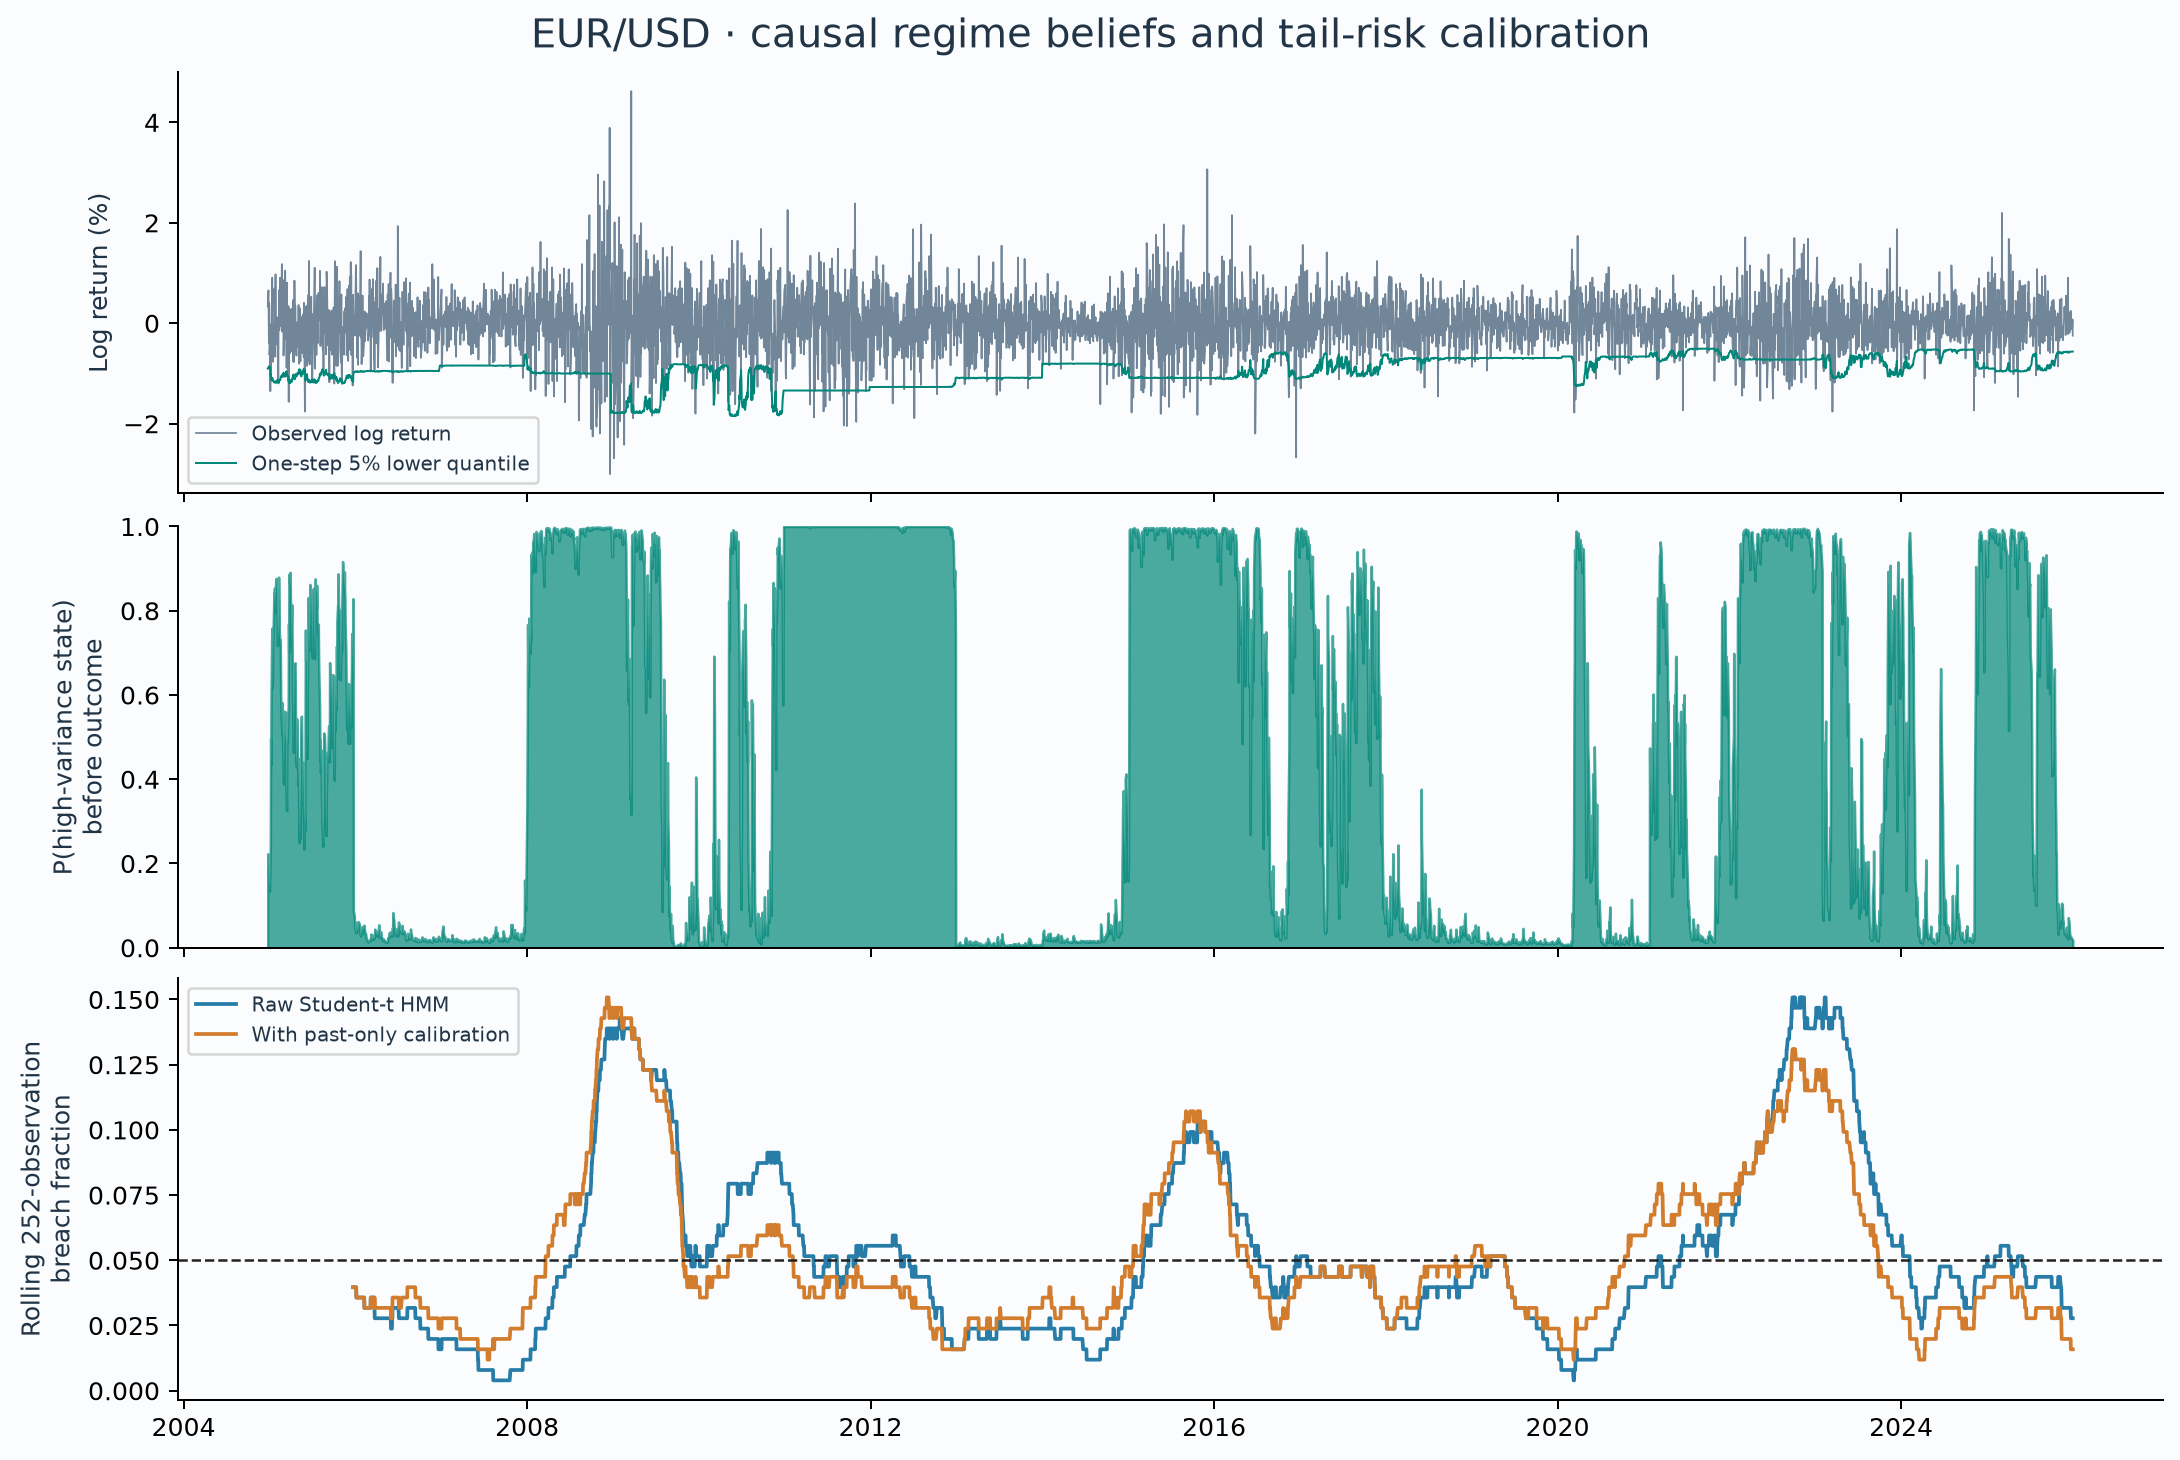 EUR/USD · causal regime beliefs and tail-risk calibration
Log return (%)
4
2
0
−2
Observed log return
One-step 5% lower quantile
P(high-variance state)
before outcome
1.0
0.8
0.6
0.4
0.2
0.0
Rolling 252-observation
breach fraction
0.150
0.125
0.100
0.075
0.050
0.025
0.000
Raw Student-t HMM
With past-only calibration
2004
2008
2012
2016
2020
2024